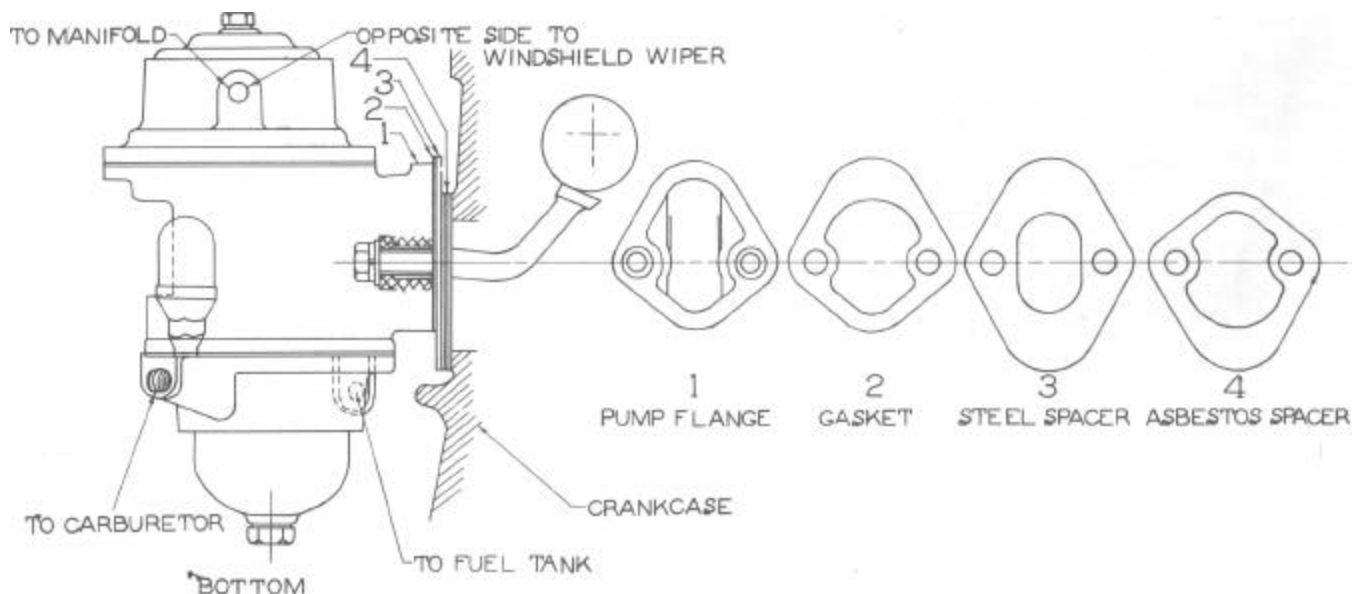 TO MANIFOLD
OPPOSITE SIDE TO
WINDSHIELD WIPER
4
3
2
1
1
PUMP FLANGE
2
GASKET
3
STEEL SPACER
4
ASBESTOS SPACER
CRANKCASE
TO CARBURETOR
TO FUEL TANK
BOTTOM